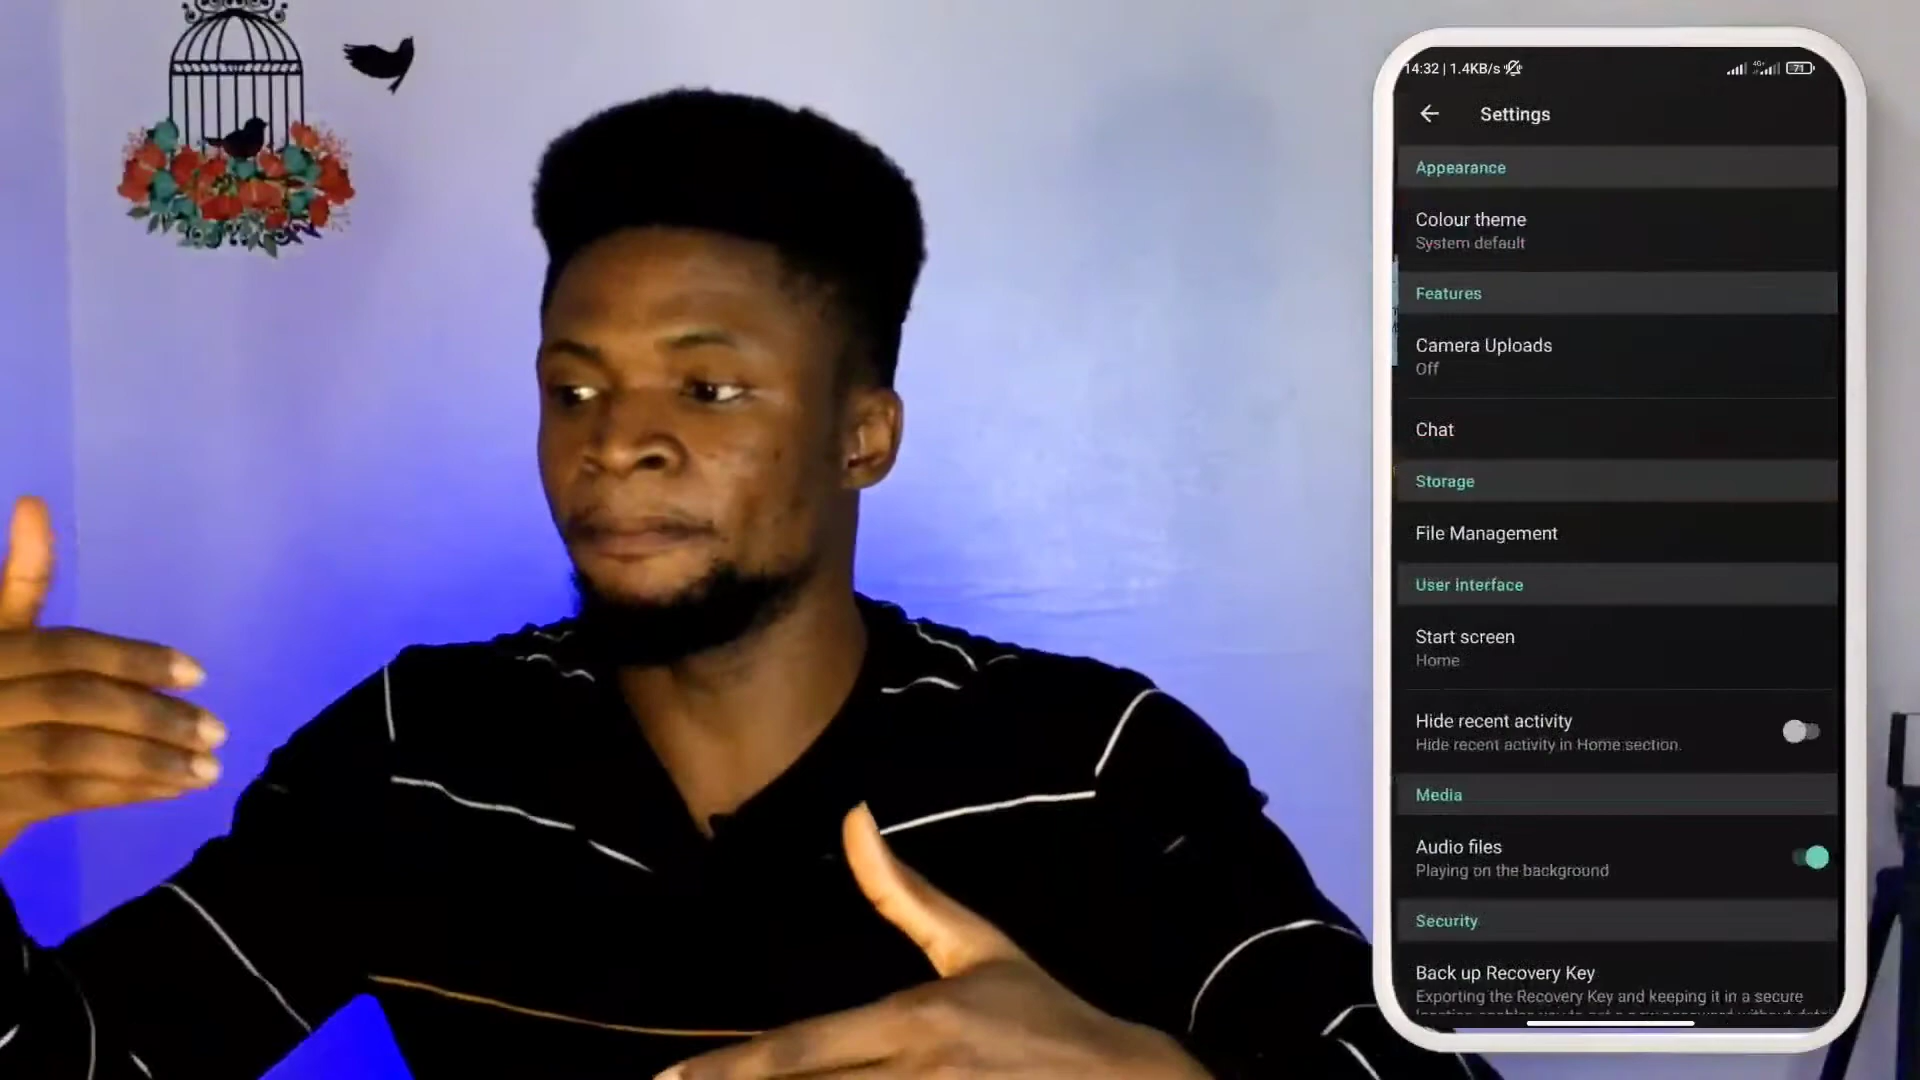 14:32 | 1.4KB/s
4G+
71
Settings
Appearance
Colour theme
System default
Features
Camera Uploads
Off
Chat
Storage
File Management
User interface
Start screen
Home
Hide recent activity
Hide recent activity in Home section.
Media
Audio files
Playing on the background
Security
Back up Recovery Key
Exporting the Recovery Key and keeping it in a secure